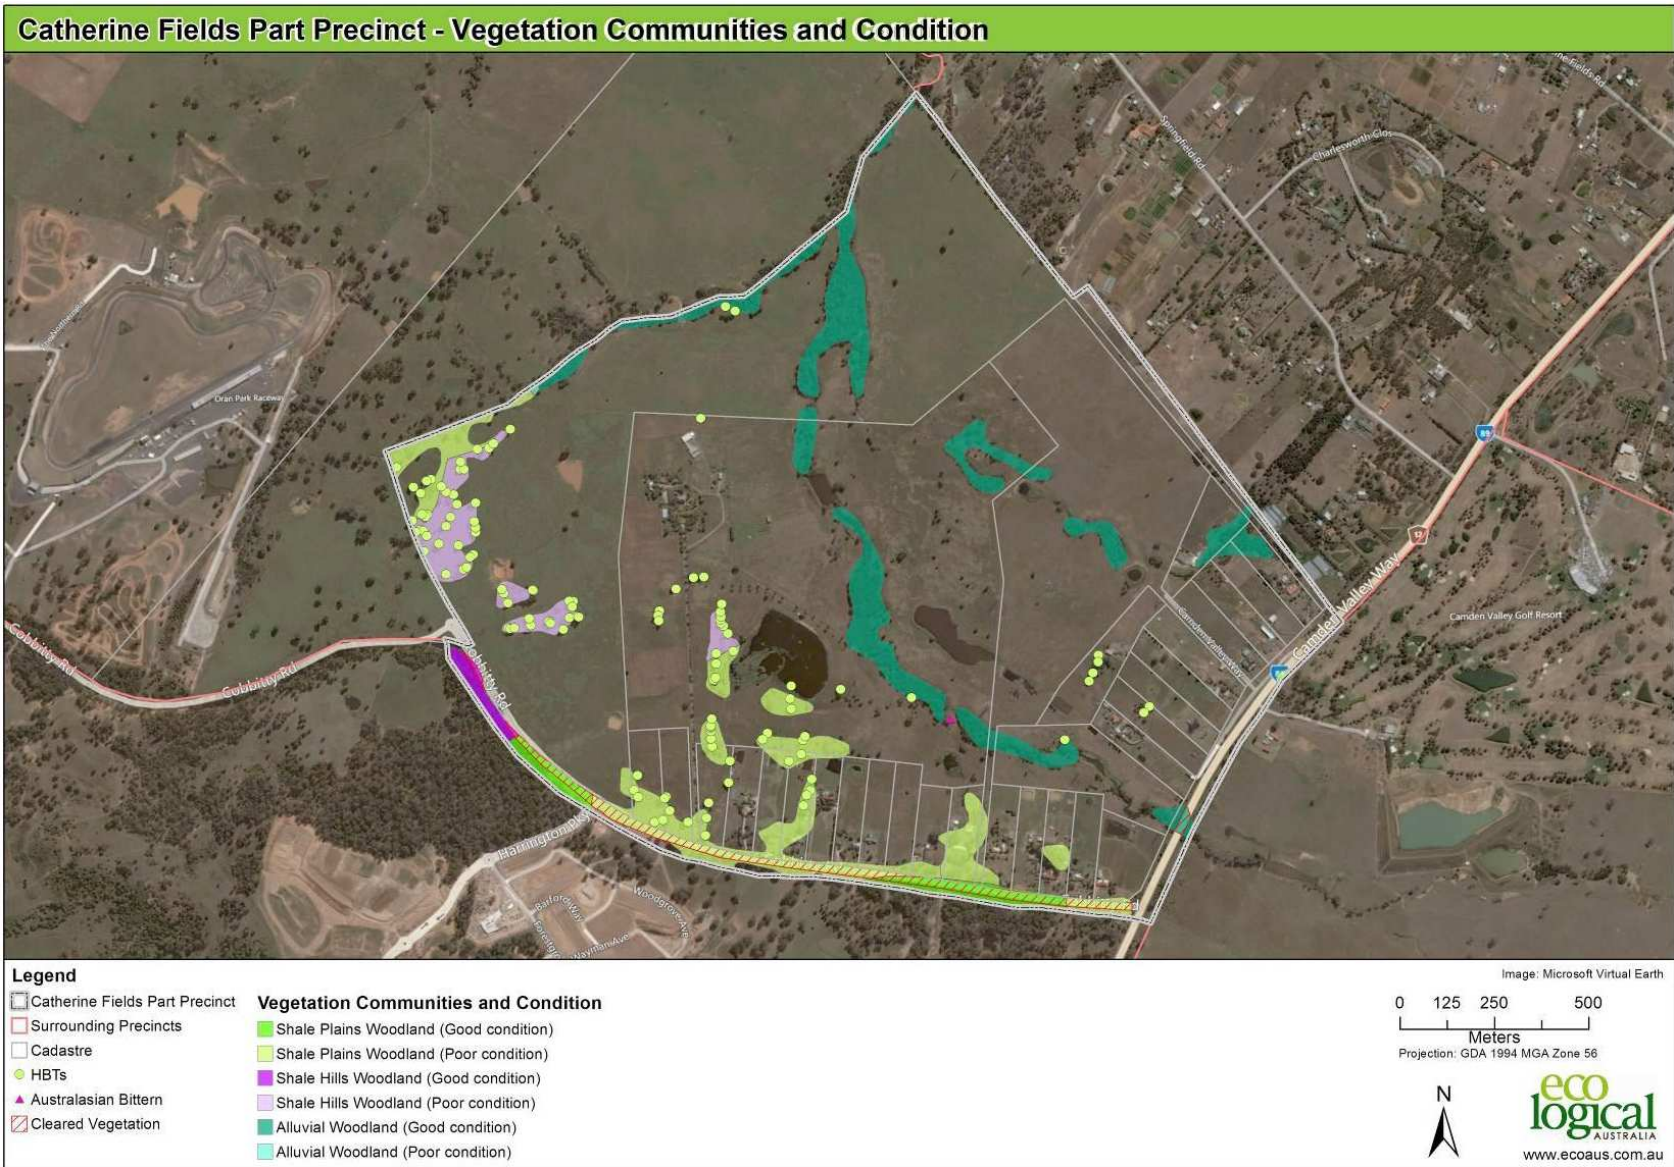 Catherine Fields Part Precinct - Vegetation Communities and Condition
Springfield Rd
Charlesworth Clos
Oran Park Raceway
89
12
Camden Valley Way
Camden Valley Golf Resort
Camden Valley Way
Cobbitty Rd
Cobbitty Rd
Cobbitty Rd
Harrington Pky
Barford Way
Woodgrove Ave
Wayman Ave
Legend
Catherine Fields Part Precinct
Surrounding Precincts
Cadastre
HBTs
Australasian Bittern
Cleared Vegetation
Vegetation Communities and Condition
Shale Plains Woodland (Good condition)
Shale Plains Woodland (Poor condition)
Shale Hills Woodland (Good condition)
Shale Hills Woodland (Poor condition)
Alluvial Woodland (Good condition)
Alluvial Woodland (Poor condition)
Image: Microsoft Virtual Earth
0 125 250 500
Meters
Projection: GDA 1994 MGA Zone 56
N
eco
logical
AUSTRALIA
www.ecoaus.com.au